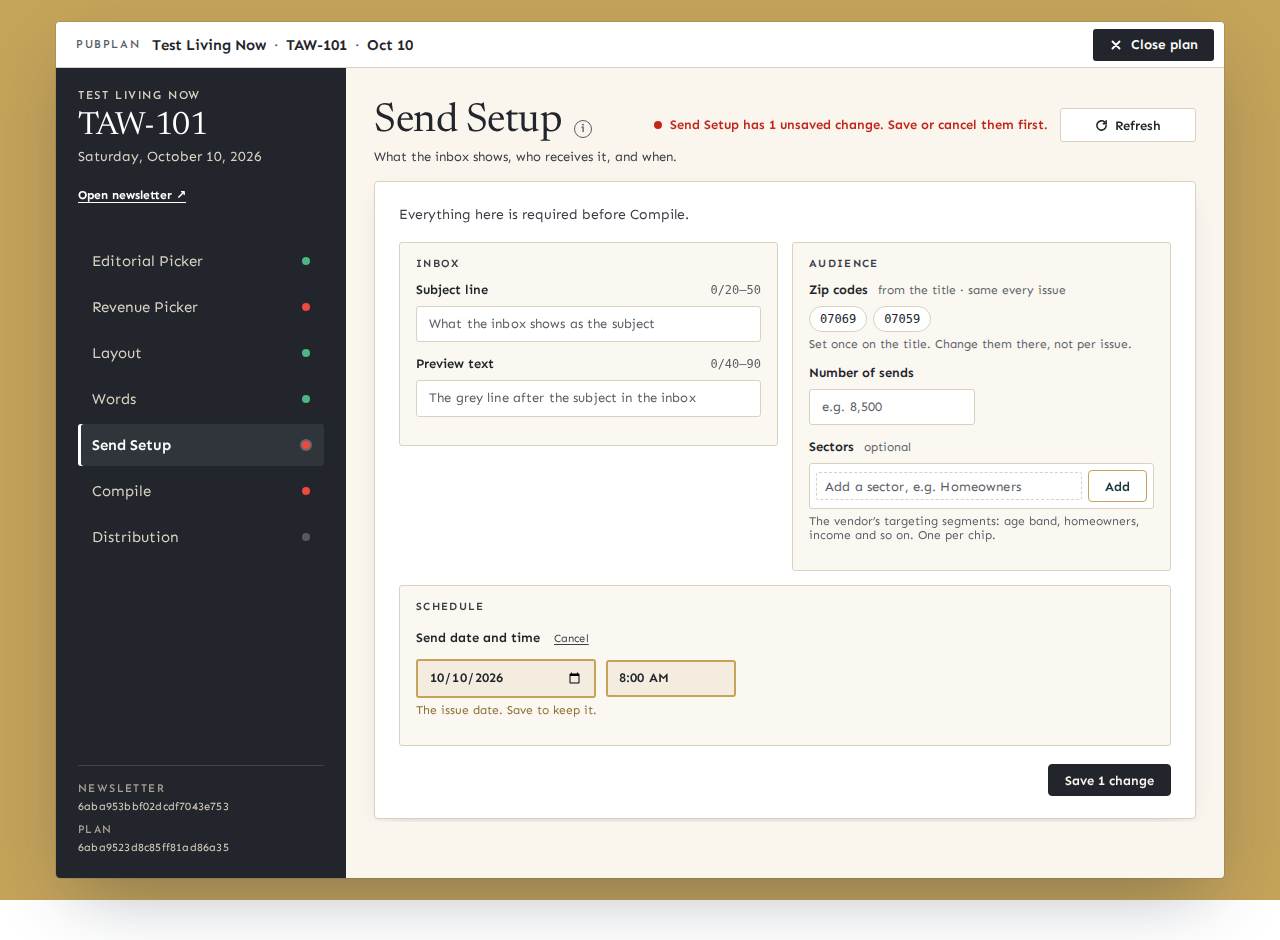 PUBPLAN Test Living Now · TAW-101 · Oct 10
Close plan
TEST LIVING NOW
TAW-101
Saturday, October 10, 2026
Open newsletter ↗
Editorial Picker
Revenue Picker
Layout
Words
Send Setup
Compile
Distribution
NEWSLETTER
6aba953bbf02dcdf7043e753
PLAN
6aba9523d8c85ff81ad86a35
Send Setup i
Send Setup has 1 unsaved change. Save or cancel them first.
Refresh
What the inbox shows, who receives it, and when.
Everything here is required before Compile.
INBOX
Subject line 0/20–50
What the inbox shows as the subject
Preview text 0/40–90
The grey line after the subject in the inbox
AUDIENCE
Zip codes from the title · same every issue
07069 07059
Set once on the title. Change them there, not per issue.
Number of sends
e.g. 8,500
Sectors optional
Add a sector, e.g. Homeowners Add
The vendor's targeting segments: age band, homeowners,
income and so on. One per chip.
SCHEDULE
Send date and time Cancel
10/10/2026 8:00 AM
The issue date. Save to keep it.
Save 1 change